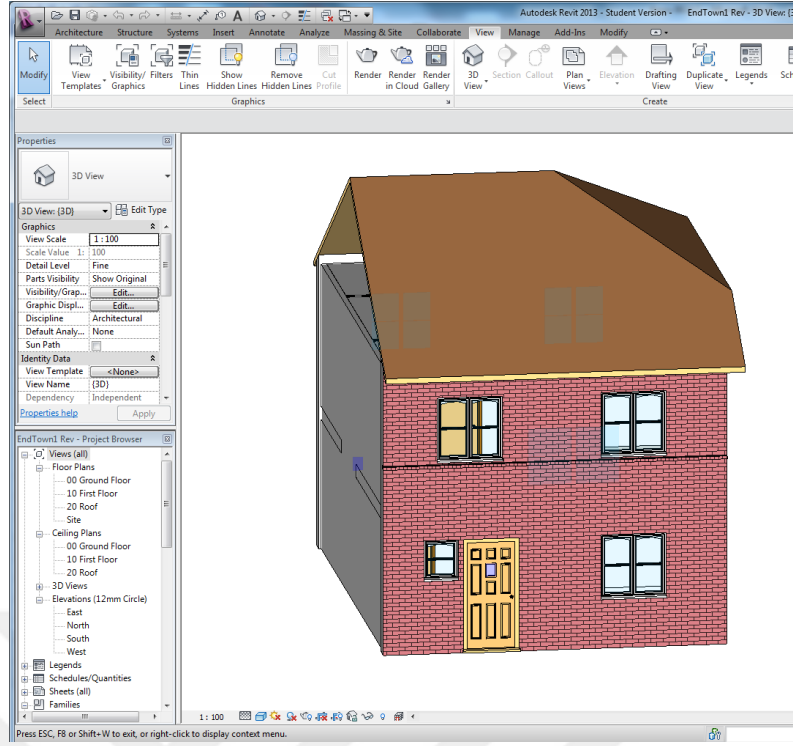 Autodesk Revit 2013 - Student Version - EndTown1 Rev - 3D View: {3
Architecture Structure Systems Insert Annotate Analyze Massing & Site Collaborate View Manage Add-Ins Modify
Modify View Templates Visibility/ Graphics Filters Thin Lines Show Hidden Lines Remove Hidden Lines Cut Profile Render Render in Cloud Render Gallery 3D View Section Callout Plan Views Elevation Drafting View Duplicate View Legends Sch
Select Graphics Create
Properties
3D View
3D View: {3D} Edit Type
Graphics
View Scale 1 : 100
Scale Value 1: 100
Detail Level Fine
Parts Visibility Show Original
Visibility/Grap... Edit...
Graphic Displ... Edit...
Discipline Architectural
Default Analy... None
Sun Path
Identity Data
View Template <None>
View Name {3D}
Dependency Independent
Properties help Apply
EndTown1 Rev - Project Browser
Views (all)
Floor Plans
00 Ground Floor
10 First Floor
20 Roof
Site
Ceiling Plans
00 Ground Floor
10 First Floor
20 Roof
3D Views
Elevations (12mm Circle)
East
North
South
West
Legends
Schedules/Quantities
Sheets (all)
Families
1 : 100
Press ESC, F8 or Shift+W to exit, or right-click to display context menu.